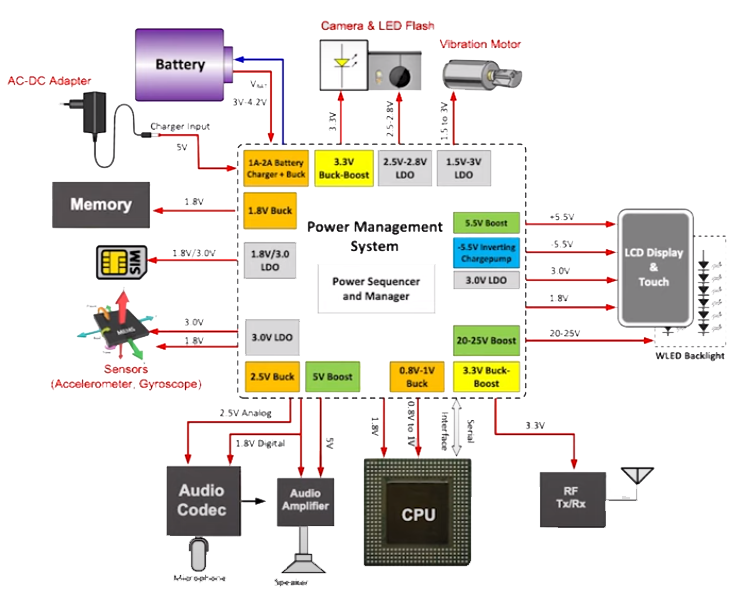 Camera & LED Flash
Vibration Motor
AC-DC Adapter
Battery
3V-4.2V
Charger Input
5V
3.3V
2.5-2.8V
1.5 to 3V
1A-2A Battery
Charger + Buck
3.3V
Buck-Boost
2.5V-2.8V
LDO
1.5V-3V
LDO
Memory
1.8V
1.8V Buck
Power Management
System
5.5V Boost
+5.5V
LCD Display
&
Touch
SIM
1.8V/3.0V
1.8V/3.0
LDO
-5.5V Inverting
Chargepump
-5.5V
Power Sequencer
and Manager
3.0V LDO
3.0V
1.8V
MEMS
3.0V
1.8V
3.0V LDO
20-25V Boost
20-25V
WLED Backlight
Sensors
(Accelerometer, Gyroscope)
2.5V Buck
5V Boost
0.8V-1V
Buck
3.3V Buck-
Boost
2.5V Analog
1.8V Digital
5V
1.8V
0.8V to 1V
Serial
Interface
3.3V
Audio
Codec
Audio
Amplifier
CPU
RF
Tx/Rx
Microphone
Speaker